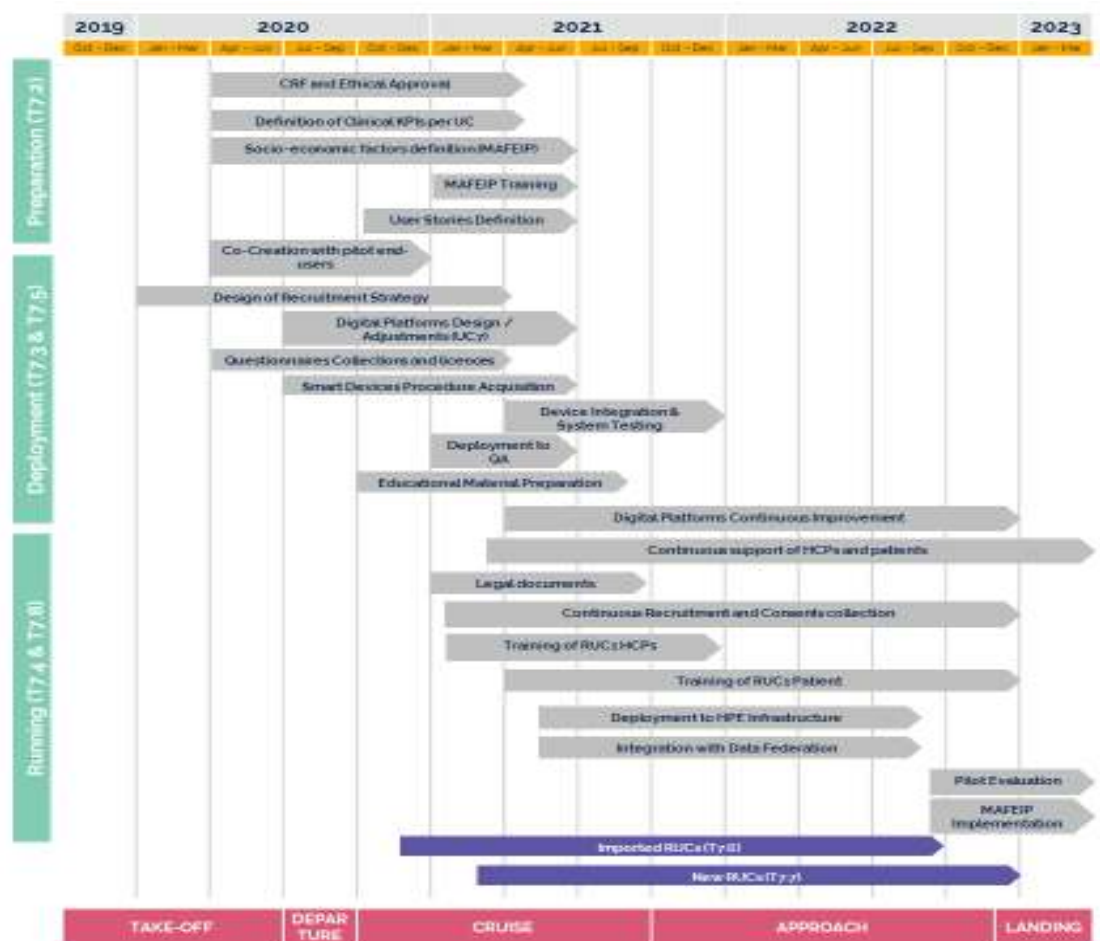 2019 2020 2021 2022 2023
Oct - Dec Jan - Mar Apr - Jun Jul - Sep Oct - Dec Jan - Mar Apr - Jun Jul - Sep Oct - Dec Jan - Mar Apr - Jun Jul - Sep Oct - Dec Jan - Mar
Preparation (T7.2)
CRF and Ethical Approval
Definition of Clinical KPIs per UC
Socio-economic factors definition (MAFEIP)
MAFEIP Training
User Stories Definition
Deployment (T7.3 & T7.5)
Co-Creation with pilot end-
users
Design of Recruitment Strategy
Digital Platforms Design /
Adjustments (UC7)
Questionnaires Collections and licences
Smart Devices Procedure Acquisition
Device Integration &
System Testing
Deployment to
QA
Educational Material Preparation
Digital Platforms Continuous Improvement
Running (T7.4 & T7.8)
Continuous support of HCPs and patients
Legal documents
Continuous Recruitment and Consents collection
Training of RUCs HCPs
Training of RUCs Patient
Deployment to HPE Infrastructure
Integration with Data Federation
Pilot Evaluation
MAFEIP
Implementation
Imported RUCs
New RUCs (T7.7)
TAKE-OFF
DEPAR
TURE
CRUISE
APPROACH
LANDING